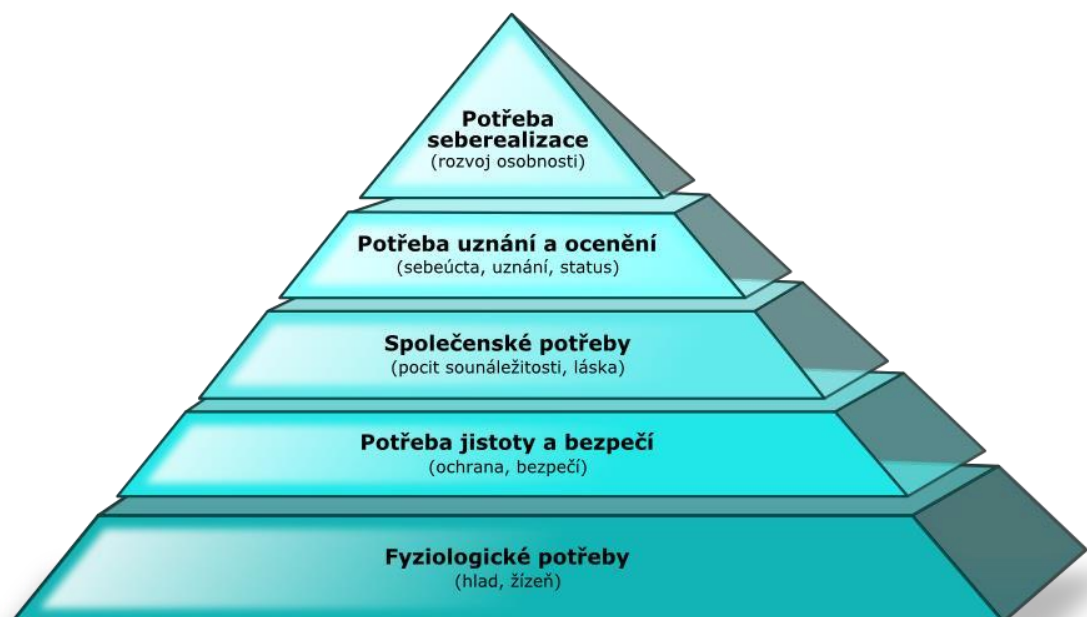 Potřeba
seberealizace
(rozvoj osobnosti)
Potřeba uznání a ocenění
(sebeúcta, uznání, status)
Společenské potřeby
(pocit sounáležitosti, láska)
Potřeba jistoty a bezpečí
(ochrana, bezpečí)
Fyziologické potřeby
(hlad, žízeň)